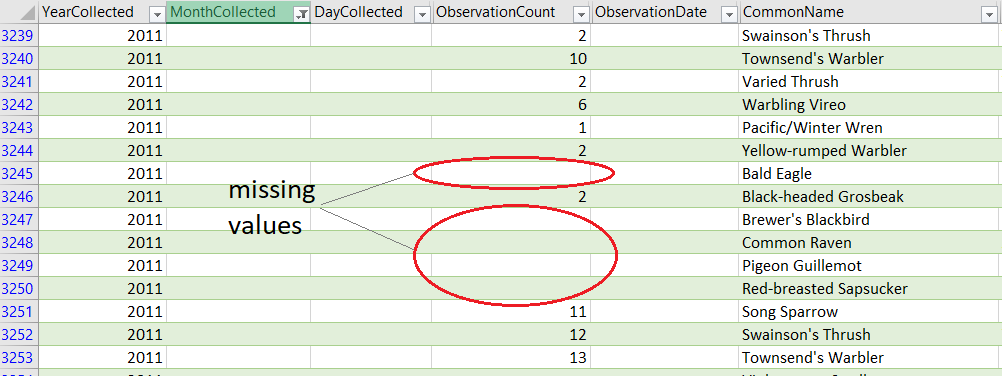 YearCollected MonthCollected DayCollected ObservationCount ObservationDate CommonName
3239 2011 2 Swainson's Thrush
3240 2011 10 Townsend's Warbler
3241 2011 2 Varied Thrush
3242 2011 6 Warbling Vireo
3243 2011 1 Pacific/Winter Wren
3244 2011 2 Yellow-rumped Warbler
3245 2011 Bald Eagle
missing
3246 2011 2 Black-headed Grosbeak
3247 2011 Brewer's Blackbird
values
3248 2011 Common Raven
3249 2011 Pigeon Guillemot
3250 2011 Red-breasted Sapsucker
3251 2011 11 Song Sparrow
3252 2011 12 Swainson's Thrush
3253 2011 13 Townsend's Warbler